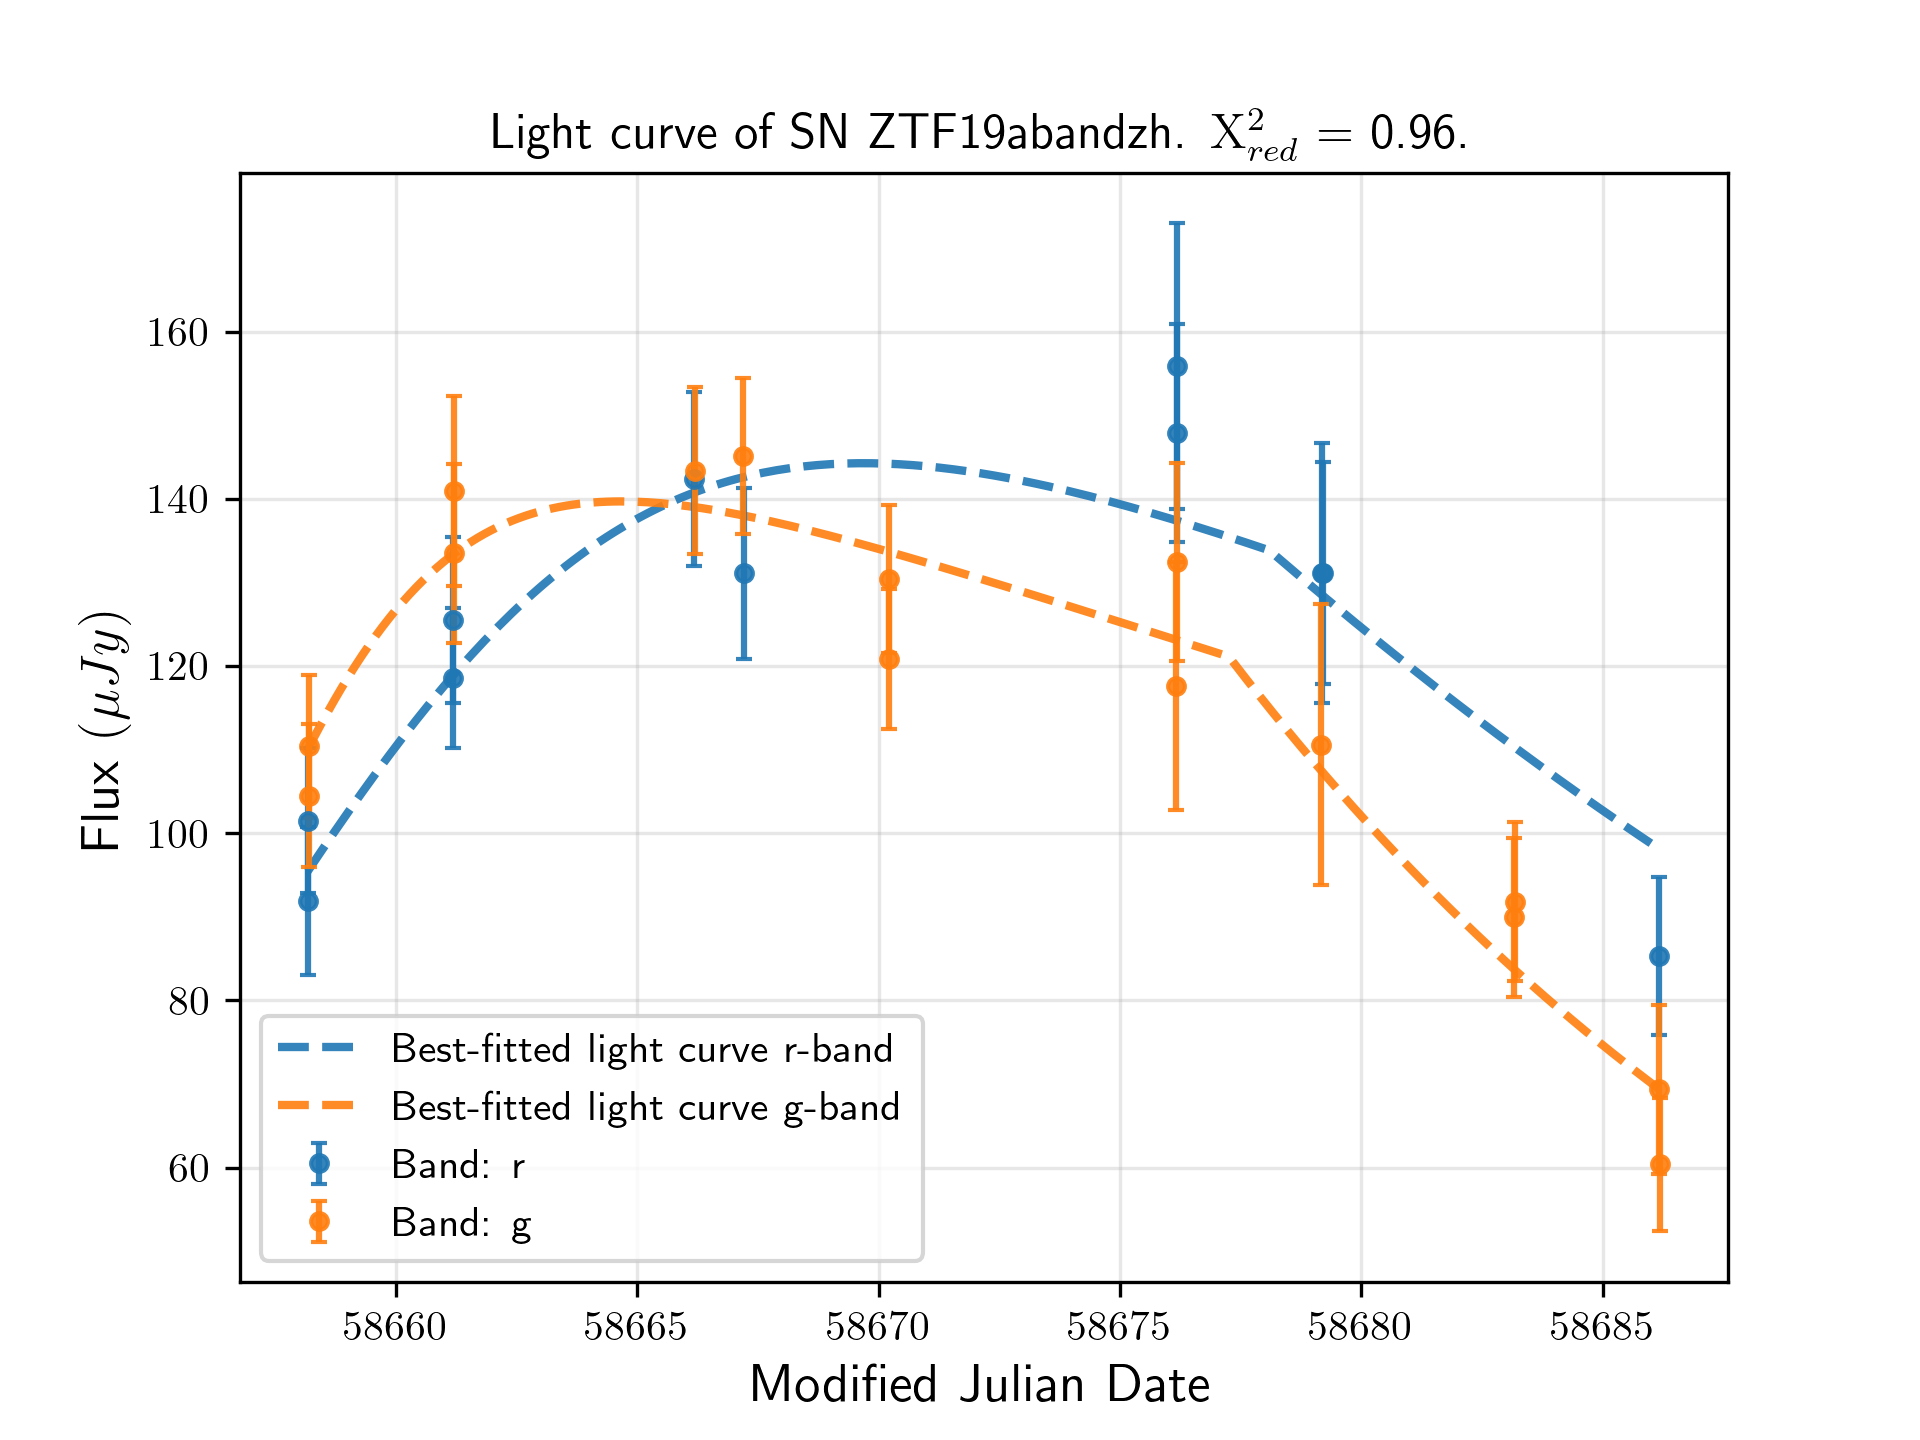 Light curve of SN ZTF19abandzh. X²_red = 0.96.
Flux (μJy)
160
140
120
100
80
60
Best-fitted light curve r-band
Best-fitted light curve g-band
Band: r
Band: g
58660 58665 58670 58675 58680 58685
Modified Julian Date